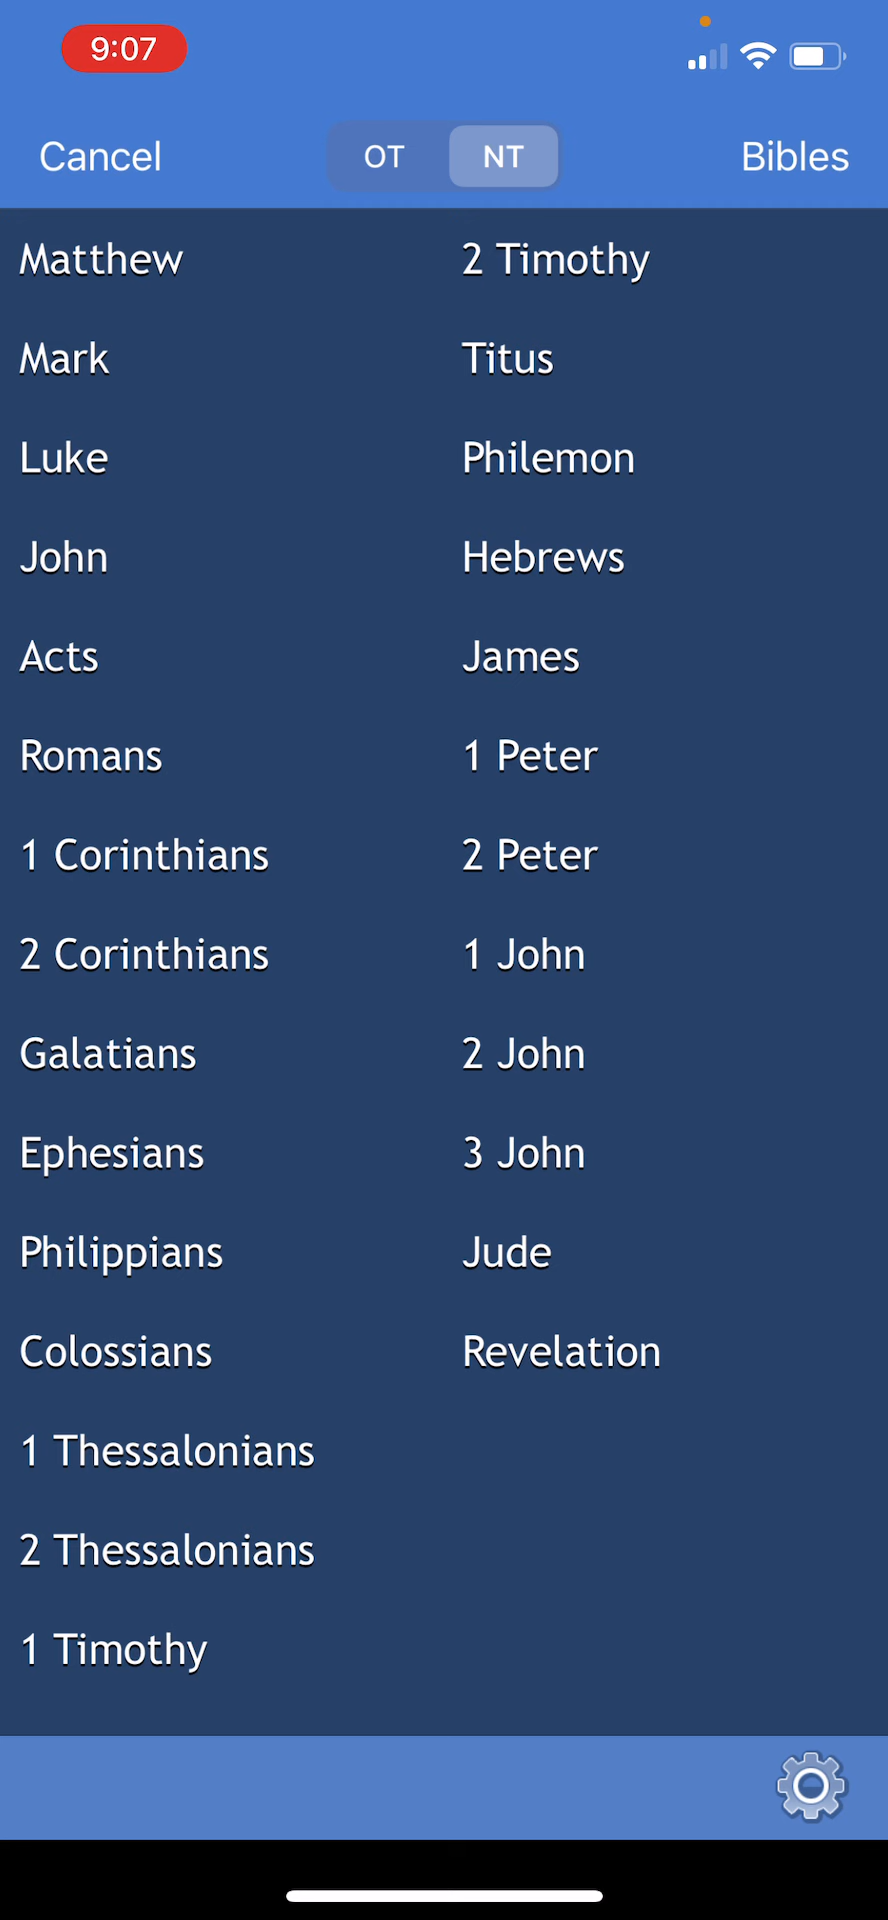 9:07
Cancel
OT
NT
Bibles
Matthew
Mark
Luke
John
Acts
Romans
1 Corinthians
2 Corinthians
Galatians
Ephesians
Philippians
Colossians
1 Thessalonians
2 Thessalonians
1 Timothy
2 Timothy
Titus
Philemon
Hebrews
James
1 Peter
2 Peter
1 John
2 John
3 John
Jude
Revelation